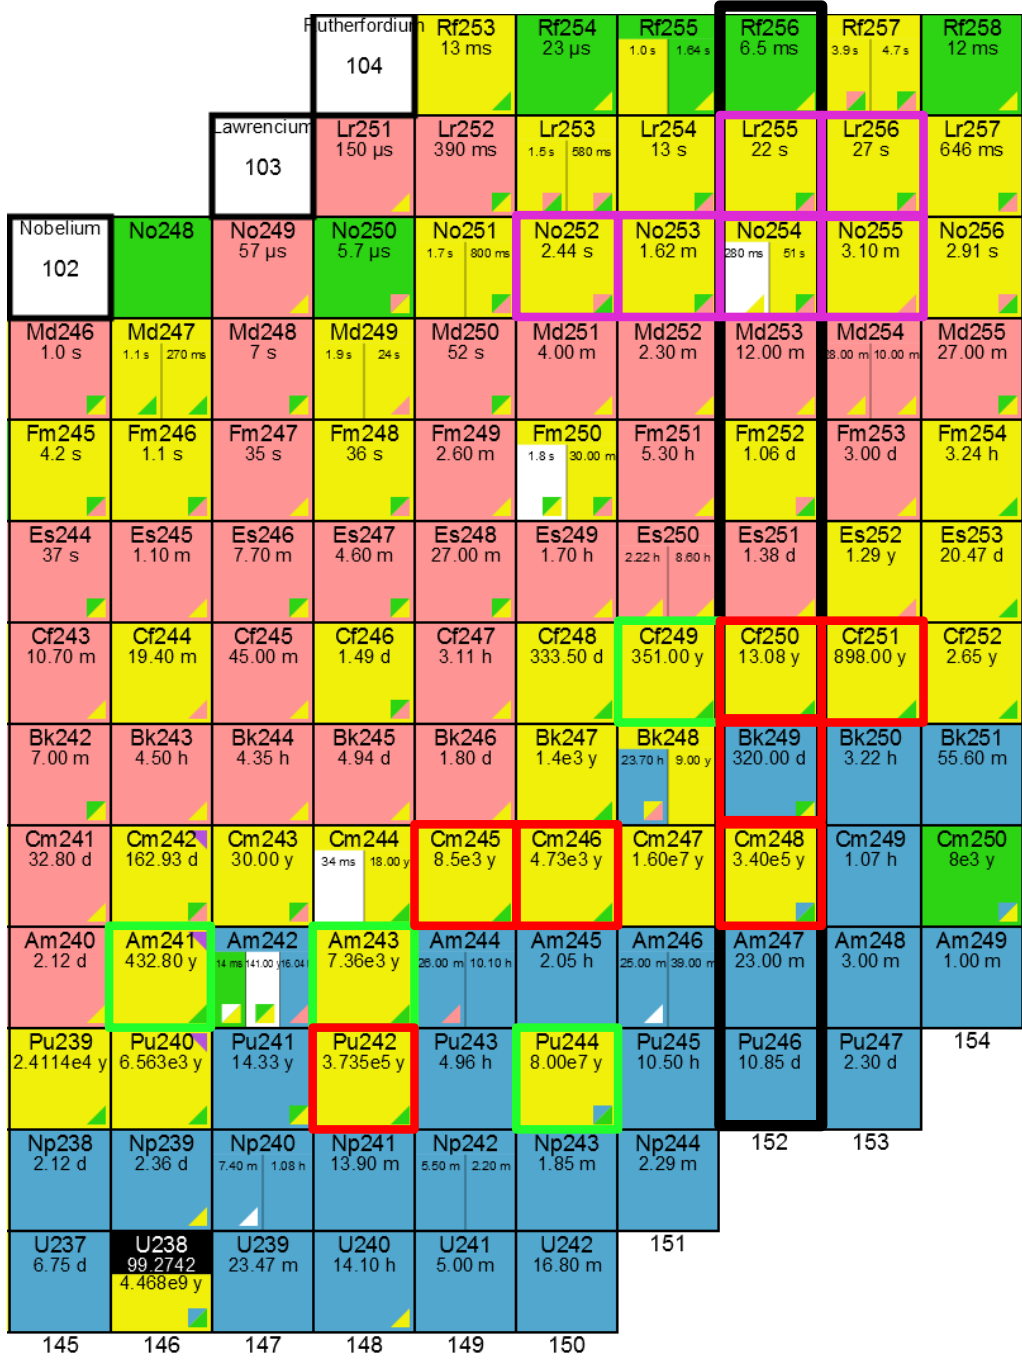 Rutherfordium Rf253 Rf254 Rf255 Rf256 Rf257 Rf258
104 13 ms 23 µs 1.0 s 1.64 s 6.5 ms 3.9 s 4.7 s 12 ms
Lawrencium Lr251 Lr252 Lr253 Lr254 Lr255 Lr256 Lr257
103 150 µs 390 ms 1.5 s 580 ms 13 s 22 s 27 s 646 ms
Nobelium No248 No249 No250 No251 No252 No253 No254 No255 No256
102 57 µs 5.7 µs 1.7 s 800 ms 2.44 s 1.62 m 280 ms 51 s 3.10 m 2.91 s
Md246 Md247 Md248 Md249 Md250 Md251 Md252 Md253 Md254 Md255
1.0 s 1.1 s 270 ms 7 s 1.9 s 24 s 52 s 4.00 m 2.30 m 12.00 m 28.00 m 10.00 m 27.00 m
Fm245 Fm246 Fm247 Fm248 Fm249 Fm250 Fm251 Fm252 Fm253 Fm254
4.2 s 1.1 s 35 s 36 s 2.60 m 1.8 s 30.00 m 5.30 h 1.06 d 3.00 d 3.24 h
Es244 Es245 Es246 Es247 Es248 Es249 Es250 Es251 Es252 Es253
37 s 1.10 m 7.70 m 4.60 m 27.00 m 1.70 h 2.22 h 8.60 h 1.38 d 1.29 y 20.47 d
Cf243 Cf244 Cf245 Cf246 Cf247 Cf248 Cf249 Cf250 Cf251 Cf252
10.70 m 19.40 m 45.00 m 1.49 d 3.11 h 333.50 d 351.00 y 13.08 y 898.00 y 2.65 y
Bk242 Bk243 Bk244 Bk245 Bk246 Bk247 Bk248 Bk249 Bk250 Bk251
7.00 m 4.50 h 4.35 h 4.94 d 1.80 d 1.4e3 y 23.70 h 9.00 y 320.00 d 3.22 h 55.60 m
Cm241 Cm242 Cm243 Cm244 Cm245 Cm246 Cm247 Cm248 Cm249 Cm250
32.80 d 162.93 d 30.00 y 34 ms 18.00 y 8.5e3 y 4.73e3 y 1.60e7 y 3.40e5 y 1.07 h 8e3 y
Am240 Am241 Am242 Am243 Am244 Am245 Am246 Am247 Am248 Am249
2.12 d 432.80 y 14 ms 141.00 y 16.04 7.36e3 y 26.00 m 10.10 h 2.05 h 25.00 m 39.00 m 23.00 m 3.00 m 1.00 m
Pu239 Pu240 Pu241 Pu242 Pu243 Pu244 Pu245 Pu246 Pu247 154
2.4114e4 y 6.563e3 y 14.33 y 3.735e5 y 4.96 h 8.00e7 y 10.50 h 10.85 d 2.30 d
Np238 Np239 Np240 Np241 Np242 Np243 Np244 152 153
2.12 d 2.36 d 7.40 m 1.08 h 13.90 m 5.50 m 2.20 m 1.85 m 2.29 m
U237 U238 U239 U240 U241 U242 151
6.75 d 99.2742 23.47 m 14.10 h 5.00 m 16.80 m
4.468e9 y
145 146 147 148 149 150